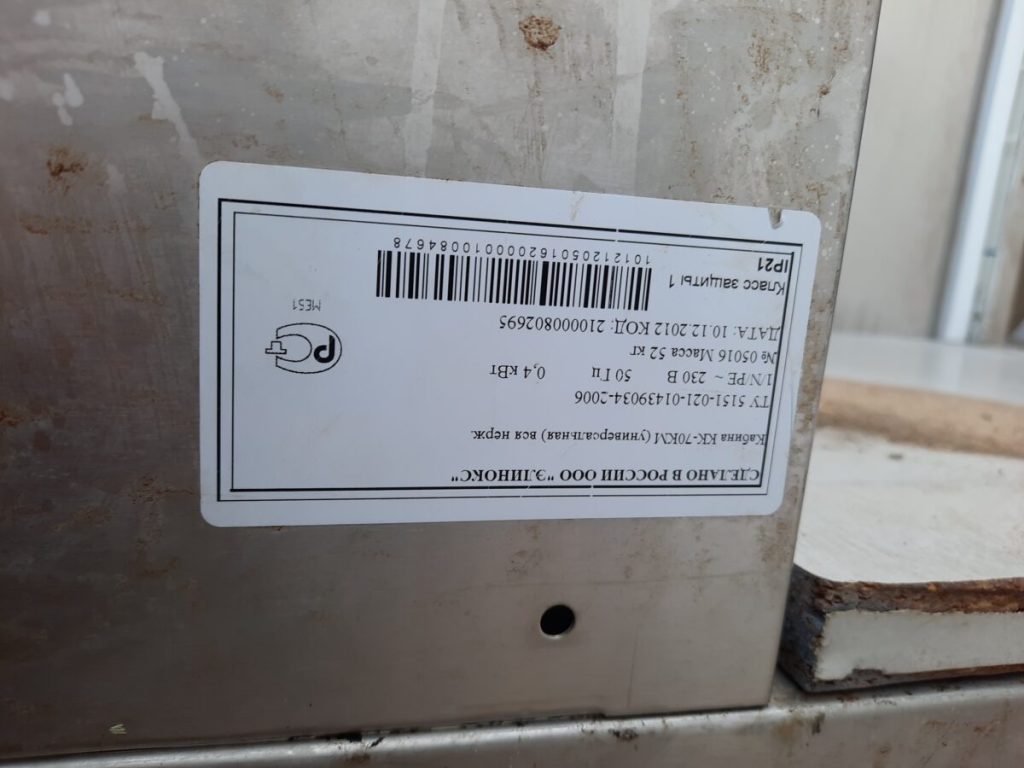 СДЕЛАНО В РОССИИ ООО "ЭЛИНОКС"
Кабина КК-70КМ (универсальная) вся нерж.
ТУ 5151-021-01439034-2006
1/N/PE ~ 230 В 50 Гц 0,4 кВт
№ 05016 Масса 52 кг
ДАТА: 10.12.2012 КОД: 210000802695
Класс защиты 1
IP21
1012120501620000010084678
РС
МЕ51